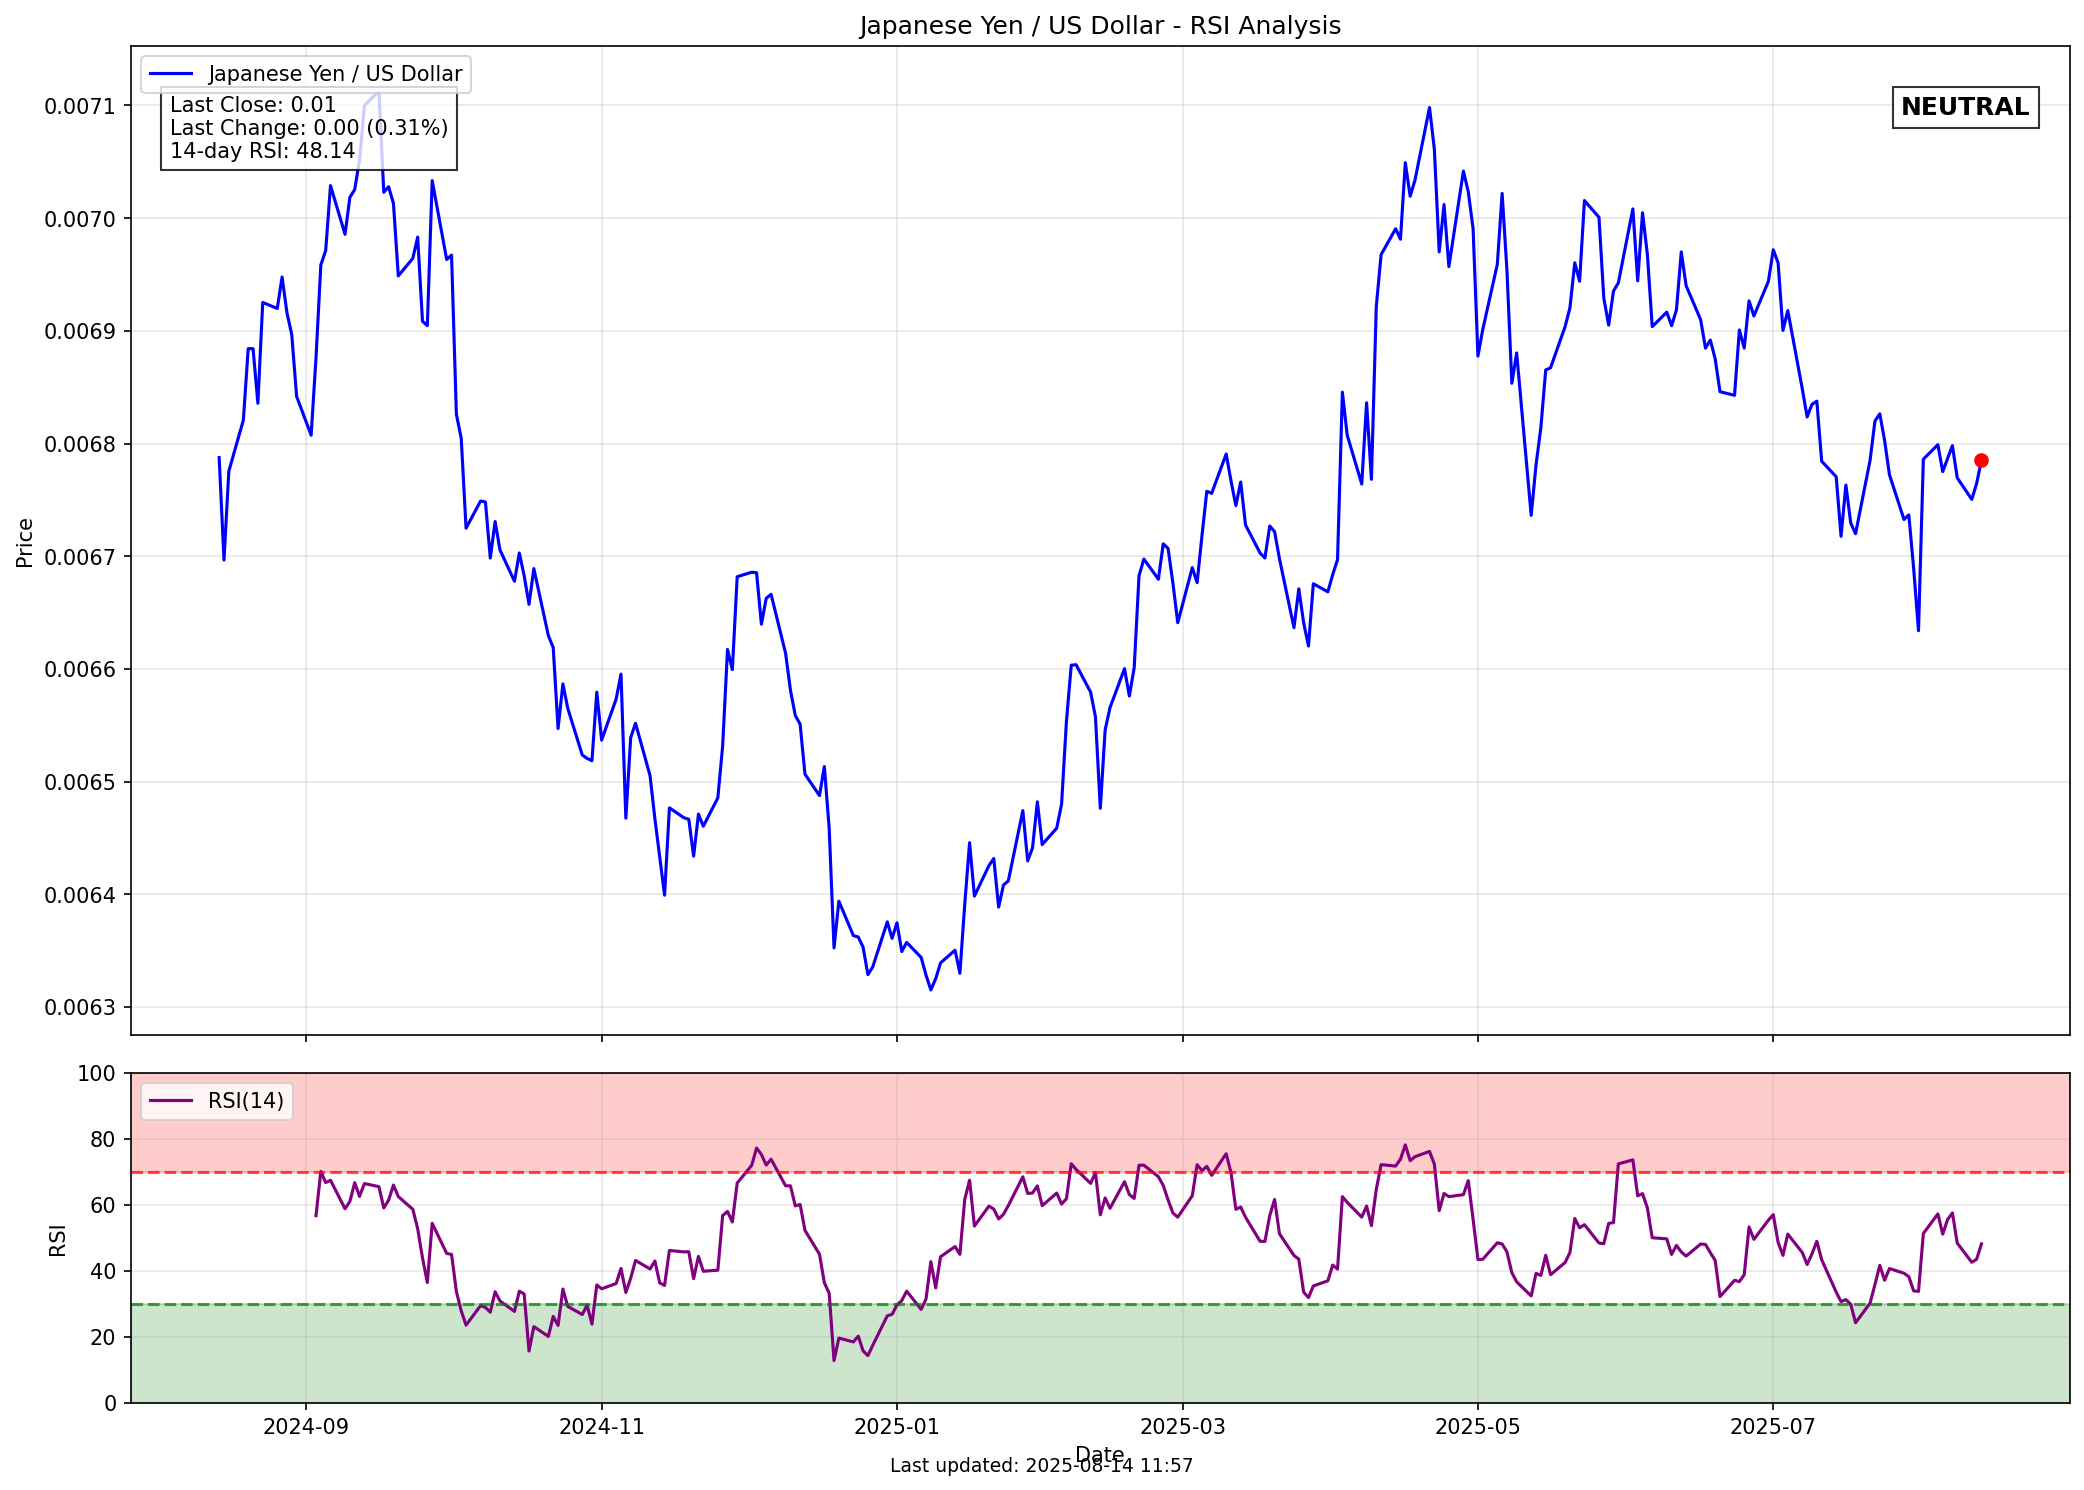 Japanese Yen / US Dollar - RSI Analysis
Japanese Yen / US Dollar
Last Close: 0.01
Last Change: 0.00 (0.31%)
14-day RSI: 48.14
NEUTRAL
0.0071
0.0070
0.0069
0.0068
0.0067
0.0066
0.0065
0.0064
0.0063
Price
RSI(14)
100
80
60
40
20
0
RSI
2024-09
2024-11
2025-01
2025-03
2025-05
2025-07
Date
Last updated: 2025-08-14 11:57